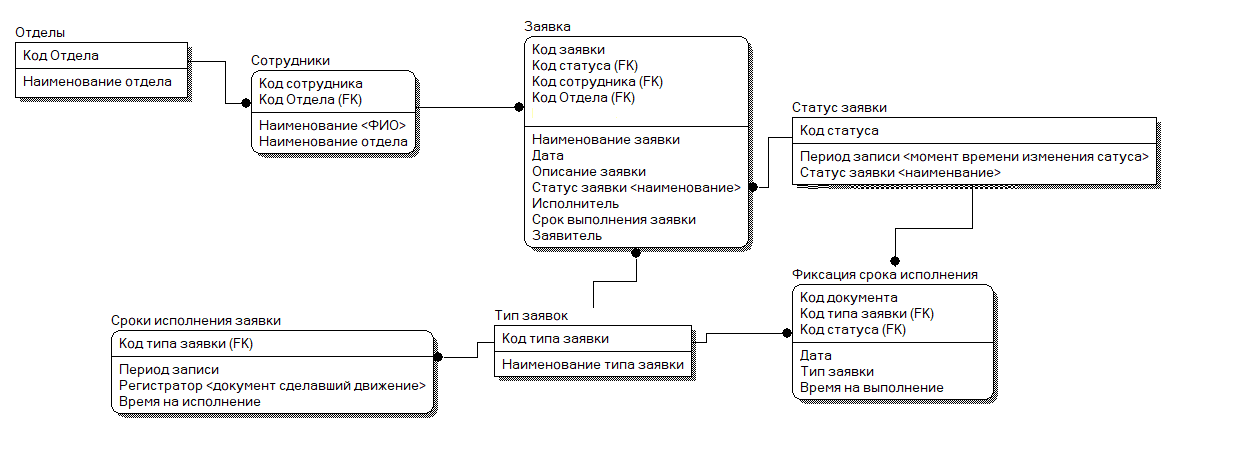 Отделы
Код Отдела
Наименование отдела
Сотрудники
Код сотрудника
Код Отдела (FK)
Наименование <ФИО>
Наименование отдела
Заявка
Код заявки
Код статуса (FK)
Код сотрудника (FK)
Код Отдела (FK)
Наименование заявки
Дата
Описание заявки
Статус заявки <наименование>
Исполнитель
Срок выполнения заявки
Заявитель
Статус заявки
Код статуса
Период записи <момент времени изменения сатуса>
Статус заявки <наименвание>
Сроки исполнения заявки
Код типа заявки (FK)
Период записи
Регистратор <документ сделавший движение>
Время на исполнение
Тип заявок
Код типа заявки
Наименование типа заявки
Фиксация срока исполнения
Код документа
Код типа заявки (FK)
Код статуса (FK)
Дата
Тип заявки
Время на выполнение